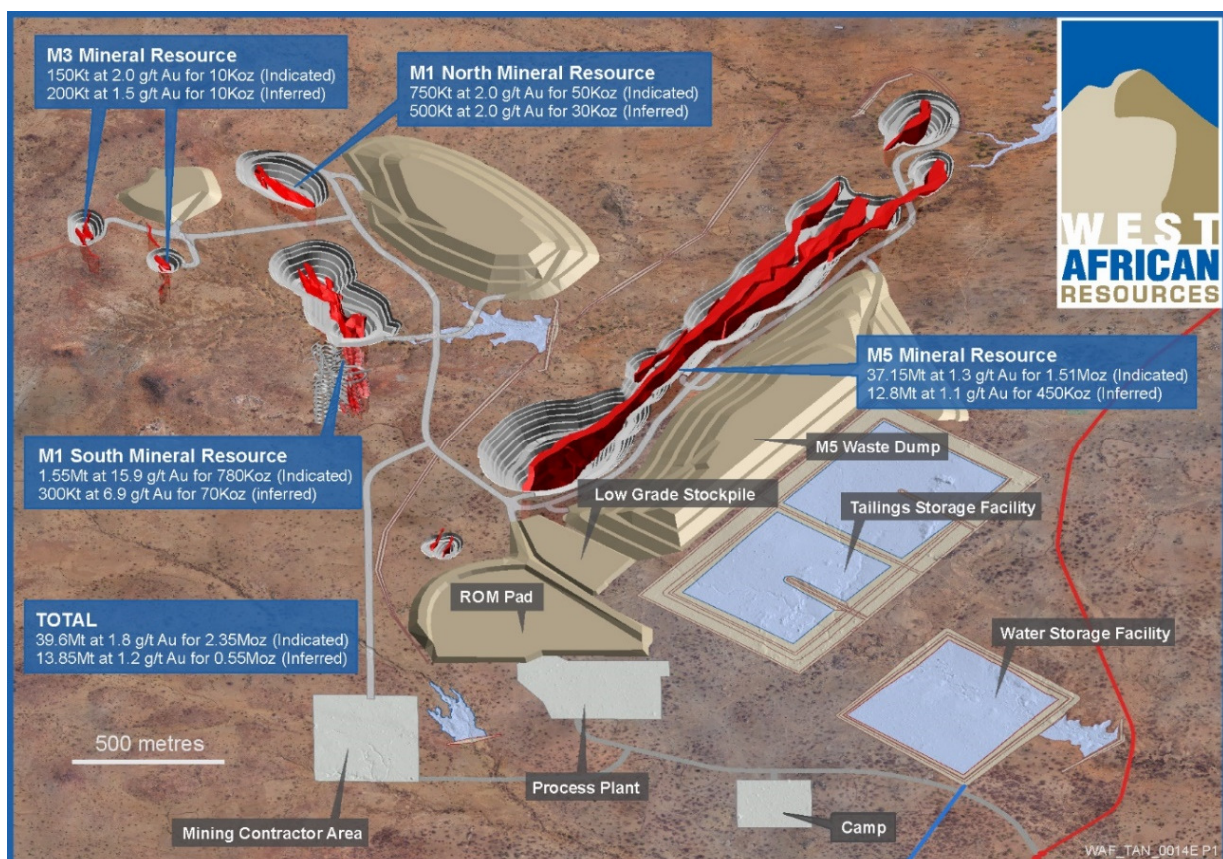 M3 Mineral Resource
150Kt at 2.0 g/t Au for 10Koz (Indicated)
200Kt at 1.5 g/t Au for 10Koz (Inferred)
M1 North Mineral Resource
750Kt at 2.0 g/t Au for 50Koz (Indicated)
500Kt at 2.0 g/t Au for 30Koz (Inferred)
WEST
AFRICAN
RESOURCES
M5 Mineral Resource
37.15Mt at 1.3 g/t Au for 1.51Moz (Indicated)
12.8Mt at 1.1 g/t Au for 450Koz (Inferred)
M1 South Mineral Resource
1.55Mt at 15.9 g/t Au for 780Koz (Indicated)
300Kt at 6.9 g/t Au for 70Koz (inferred)
M5 Waste Dump
Low Grade Stockpile
Tailings Storage Facility
ROM Pad
TOTAL
39.6Mt at 1.8 g/t Au for 2.35Moz (Indicated)
13.85Mt at 1.2 g/t Au for 0.55Moz (Inferred)
Water Storage Facility
500 metres
Process Plant
Mining Contractor Area
Camp
WAF_TAN_0014E P1